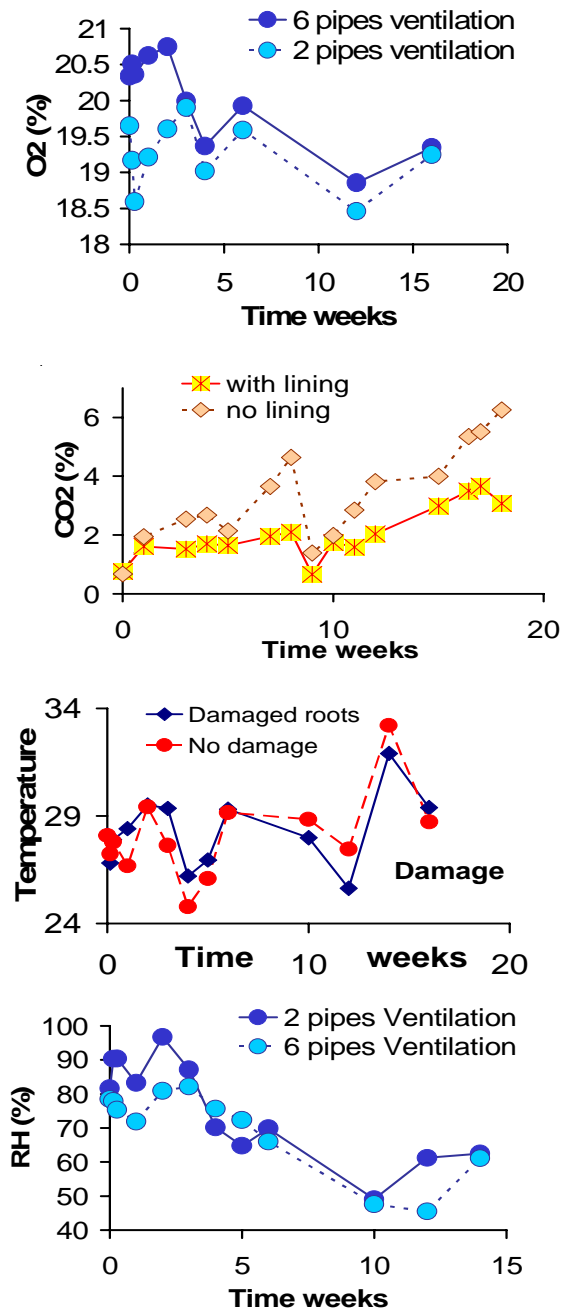 6 pipes ventilation
2 pipes ventilation
21
20.5
20
19.5
19
18.5
18
O2 (%)
0 5 10 15 20
Time weeks
with lining
no lining
6
4
2
0
CO2 (%)
0 10 20
Time weeks
34
29
24
Temperature
Damaged roots
No damage
Damage
0 10 20
Time weeks
2 pipes Ventilation
6 pipes Ventilation
100
90
80
70
60
50
40
RH (%)
0 5 10 15
Time weeks